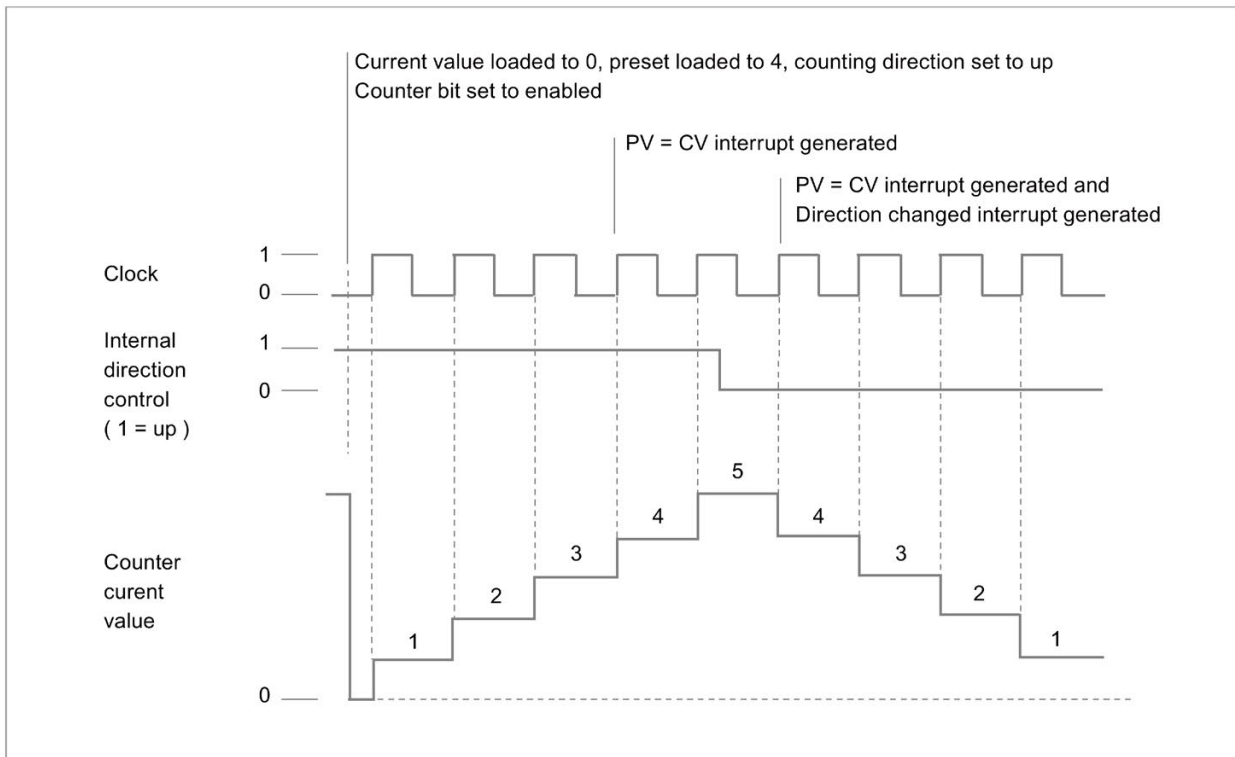 Current value loaded to 0, preset loaded to 4, counting direction set to up
Counter bit set to enabled
PV = CV interrupt generated
PV = CV interrupt generated and
Direction changed interrupt generated
Clock
1
0
Internal
direction
control
( 1 = up )
1
0
Counter
curent
value
0
1
2
3
4
5
4
3
2
1